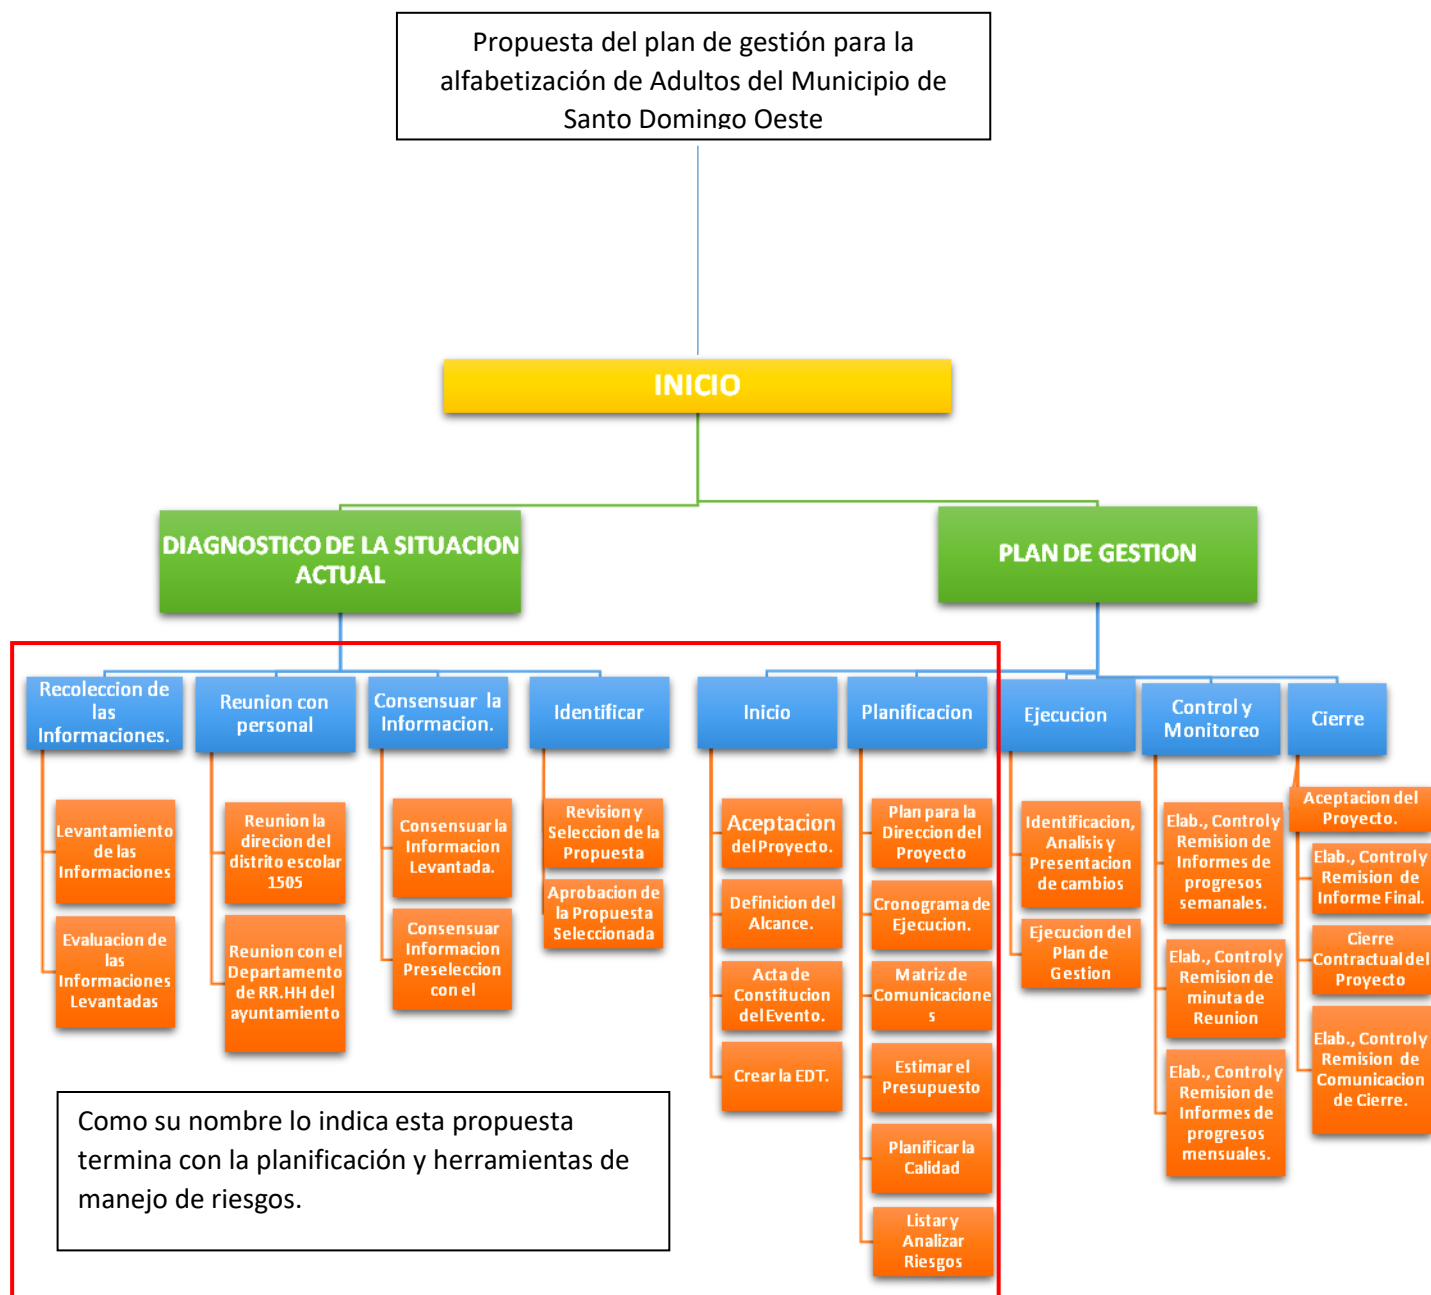 Propuesta del plan de gestión para la
alfabetización de Adultos del Municipio de
Santo Domingo Oeste
INICIO
DIAGNOSTICO DE LA SITUACION
ACTUAL
PLAN DE GESTION
Recoleccion de
las
Informaciones.
Reunion con
personal
Consensuar la
Informacion.
Identificar
Inicio
Planificacion
Ejecucion
Control y
Monitoreo
Cierre
Levantamiento
de las
Informaciones
Evaluacion de
las
Informaciones
Levantadas
Reunion la
direcion del
distrito escolar
1505
Reunion con el
Departamento
de RR.HH del
ayuntamiento
Consensuar la
Informacion
Levantada.
Consensuar
Informacion
Preseleccion
con el
Revision y
Seleccion de la
Propuesta
Aprobacion de
la Propuesta
Seleccionada
Aceptacion
del Proyecto.
Definicion del
Alcance.
Acta de
Constitucion
del Evento.
Crear la EDT.
Plan para la
Direccion del
Proyecto
Cronograma de
Ejecucion.
Matriz de
Comunicacione
s
Estimar el
Presupuesto
Planificar la
Calidad
Listar y
Analizar
Riesgos
Identificacion,
Analisis y
Presentacion
de cambios
Ejecucion del
Plan de
Gestion
Elab., Control y
Remision de
Informes de
progresos
semanales.
Elab., Control y
Remision de
minuta de
Reunion
Elab., Control y
Remision de
Informes de
progresos
mensuales.
Aceptacion del
Proyecto.
Elab., Control y
Remision de
Informe Final.
Cierre
Contractual del
Proyecto
Elab., Control y
Remision de
Comunicacion
de Cierre.
Como su nombre lo indica esta propuesta
termina con la planificación y herramientas de
manejo de riesgos.